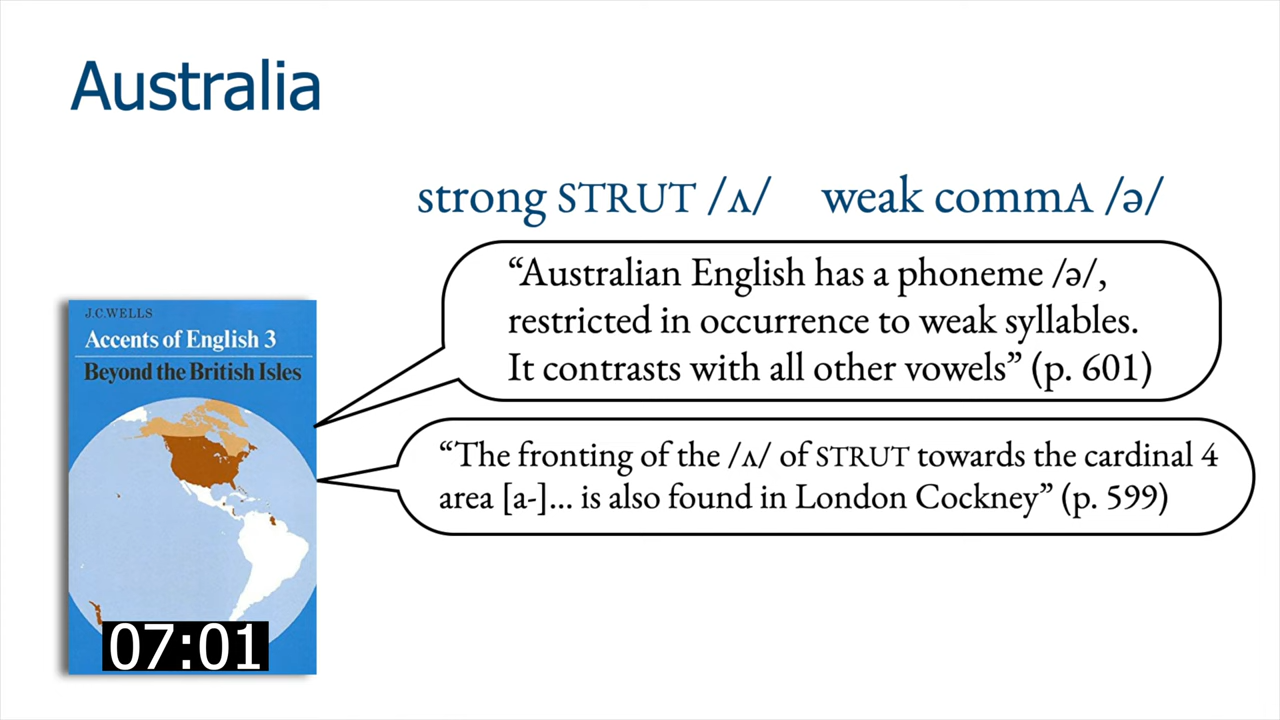 Australia
strong STRUT /ʌ/ weak commA /ə/
“Australian English has a phoneme /ə/,
restricted in occurrence to weak syllables.
It contrasts with all other vowels” (p. 601)
“The fronting of the /ʌ/ of STRUT towards the cardinal 4
area [a-]... is also found in London Cockney” (p. 599)
J.C.WELLS
Accents of English 3
Beyond the British Isles
07:01